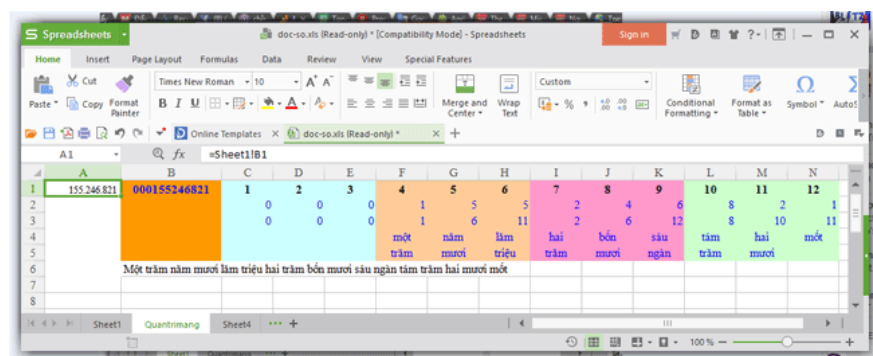 Spreadsheets
doc-so.xls (Read-only) * [Compatibility Mode] - Spreadsheets
Sign in
Home Insert Page Layout Formulas Data Review View Special Features
Cut Times New Roman 10 Custom
Paste Copy Format Painter B I U Merge and Center Wrap Text Conditional Formatting Format as Table Symbol
Online Templates doc-so.xls (Read-only) *
A1 fx =Sheet1!B1
A B C D E F G H I J K L M N
1 155.246.821 000155246821 1 2 3 4 5 6 7 8 9 10 11 12
2 0 0 0 1 5 5 2 4 6 8 2 1
3 0 0 0 1 6 11 2 6 12 8 10 11
4 một năm lăm hai bốn sáu tám hai mốt
5 trăm mươi triệu trăm mươi ngàn trăm mươi
6 Một trăm năm mươi lăm triệu hai trăm bốn mươi sáu ngàn tám trăm hai mươi mốt
7
8
Sheet1 Quantrimang Sheet4
100 %